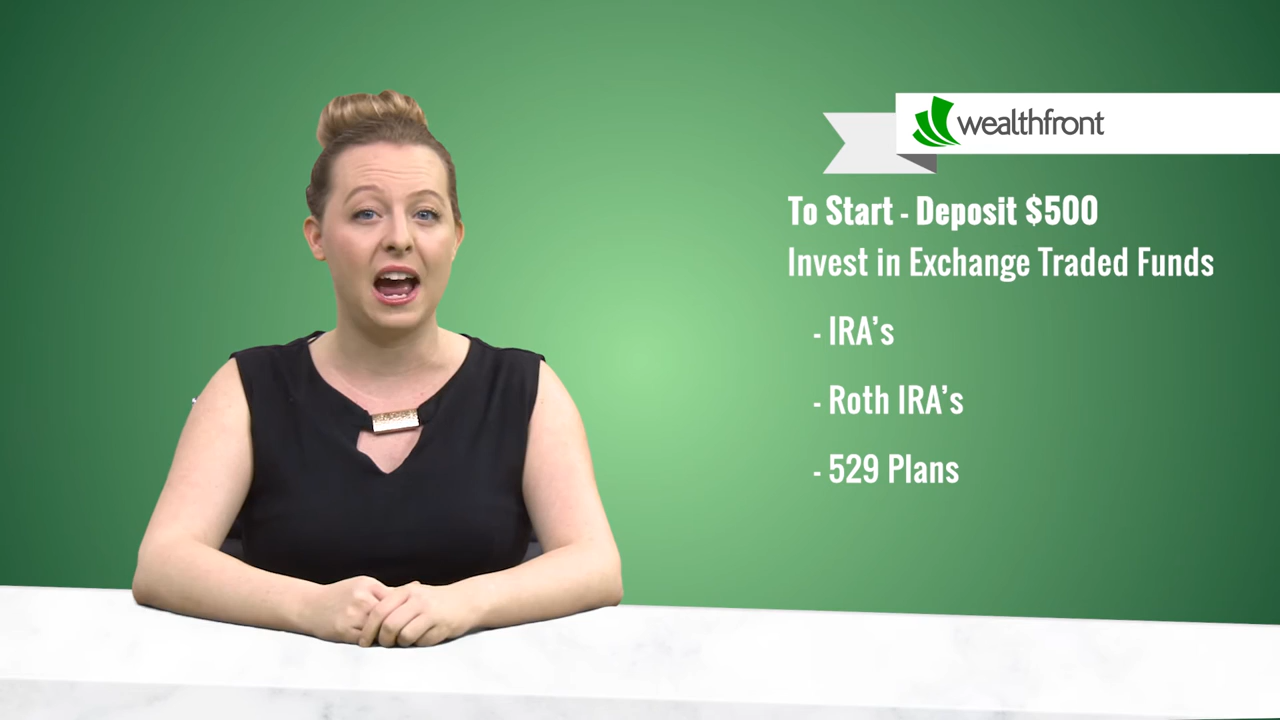 wealthfront
To Start - Deposit $500
Invest in Exchange Traded Funds
- IRA's
- Roth IRA's
- 529 Plans